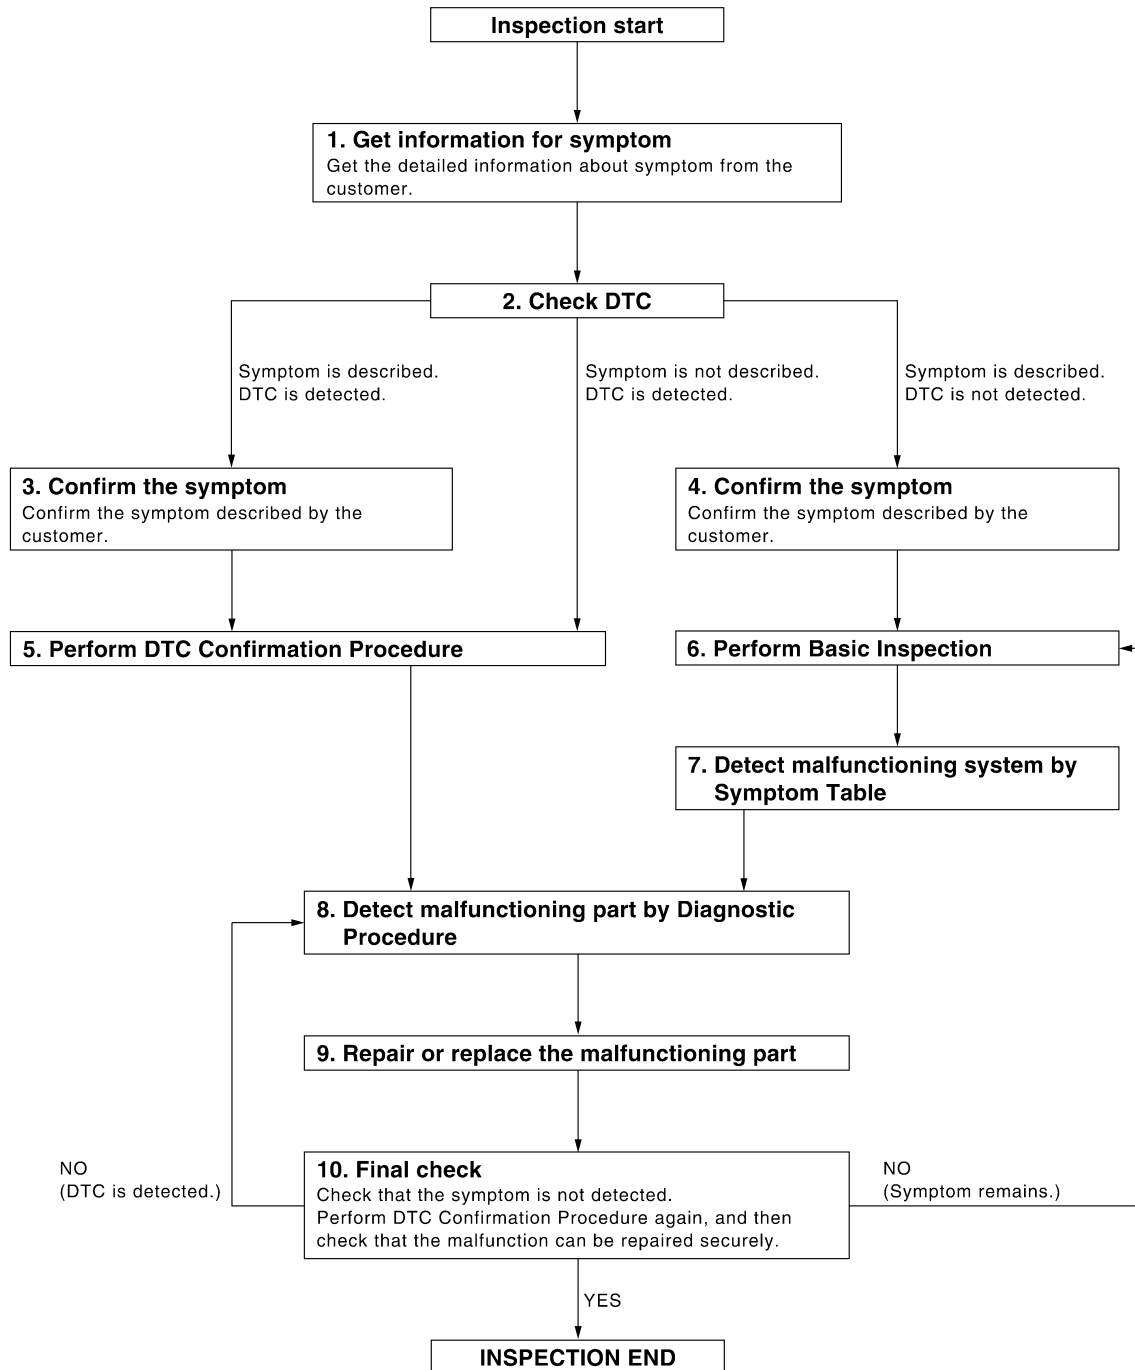 Inspection start
1. Get information for symptom
Get the detailed information about symptom from the
customer.
2. Check DTC
Symptom is described.
DTC is detected.
Symptom is not described.
DTC is detected.
Symptom is described.
DTC is not detected.
3. Confirm the symptom
Confirm the symptom described by the
customer.
4. Confirm the symptom
Confirm the symptom described by the
customer.
5. Perform DTC Confirmation Procedure
6. Perform Basic Inspection
7. Detect malfunctioning system by
Symptom Table
8. Detect malfunctioning part by Diagnostic
Procedure
9. Repair or replace the malfunctioning part
NO
(DTC is detected.)
10. Final check
Check that the symptom is not detected.
Perform DTC Confirmation Procedure again, and then
check that the malfunction can be repaired securely.
NO
(Symptom remains.)
YES
INSPECTION END